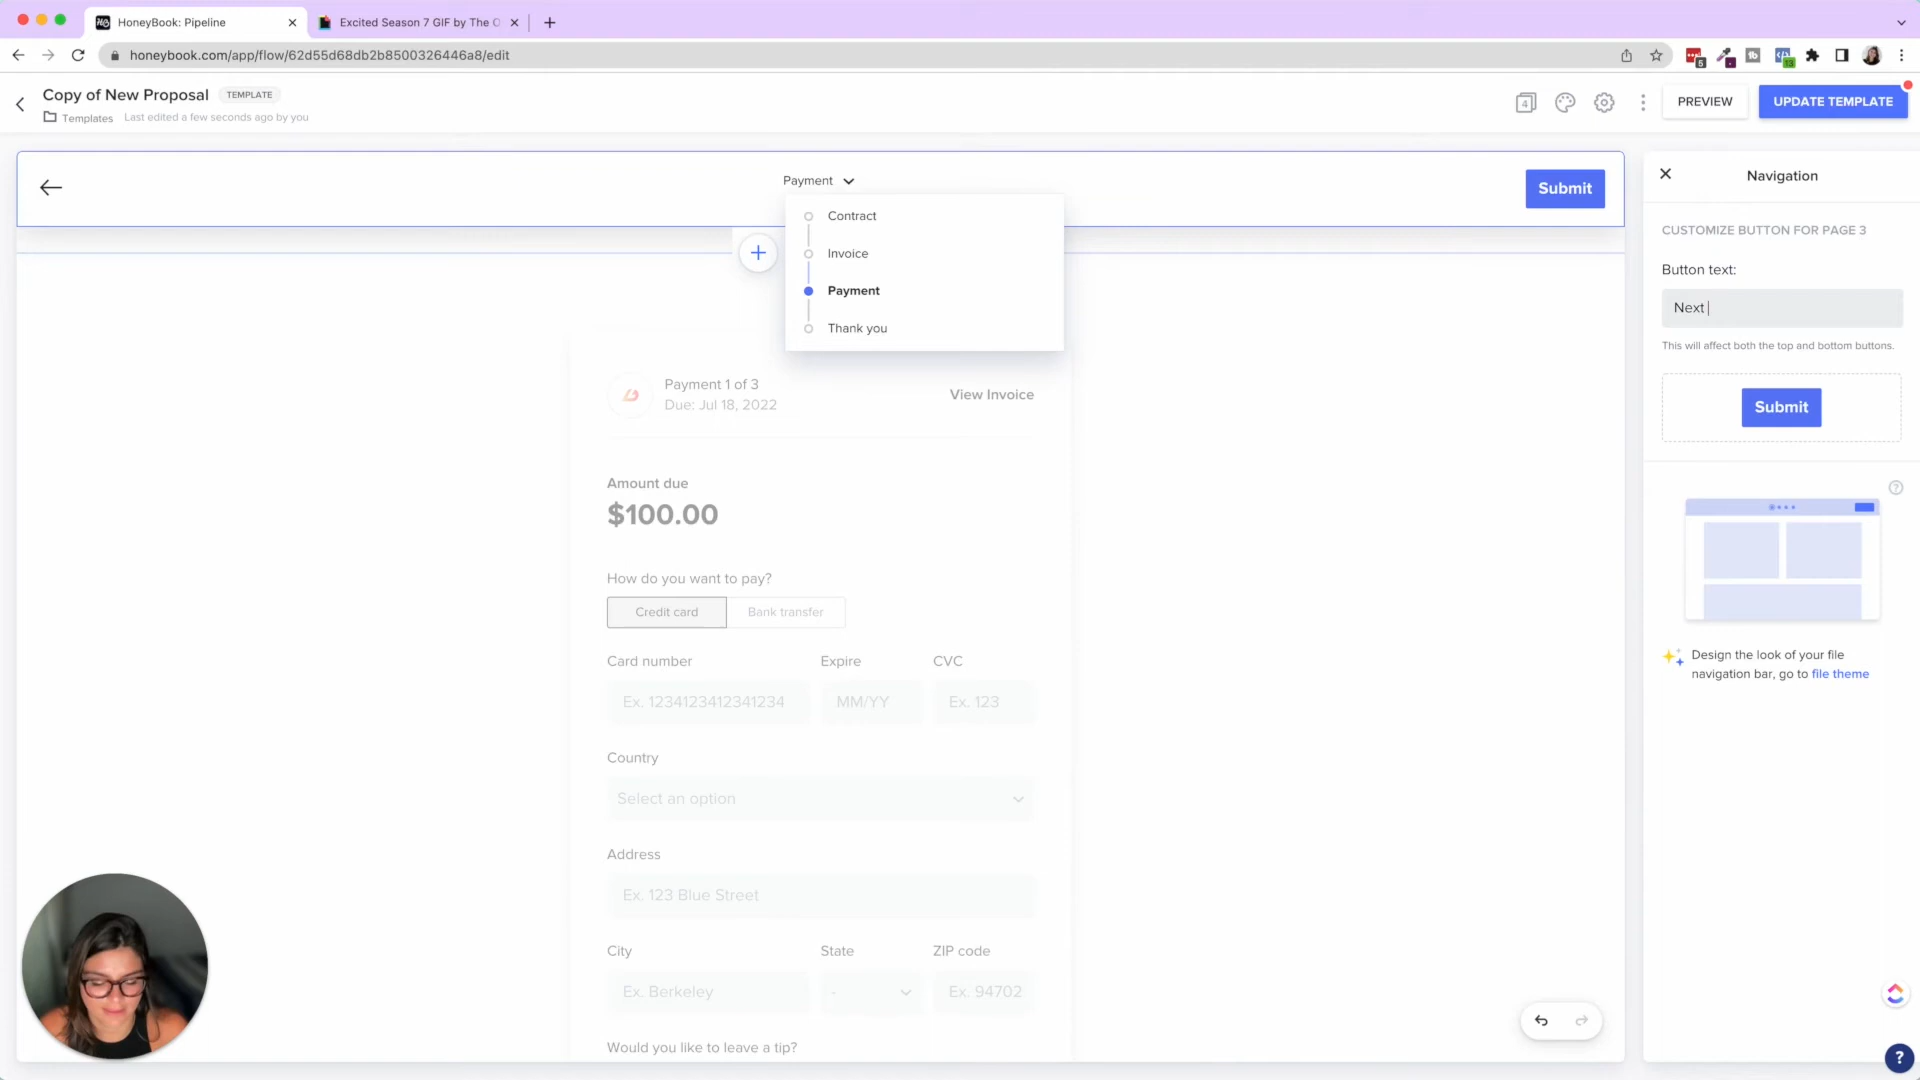 HoneyBook: Pipeline
Excited Season 7 GIF by The O
honeybook.com/app/flow/62d55d68db2b8500326446a8/edit
5
13
Copy of New Proposal TEMPLATE
Templates Last edited a few seconds ago by you
4
PREVIEW
UPDATE TEMPLATE
Payment
Submit
Contract
Invoice
Payment
Thank you
Payment 1 of 3
Due: Jul 18, 2022
View Invoice
Amount due
$100.00
How do you want to pay?
Credit card Bank transfer
Card number Expire CVC
Ex. 1234123412341234 MM/YY Ex. 123
Country
Select an option
Address
Ex. 123 Blue Street
City State ZIP code
Ex. Berkeley - Ex. 94702
Would you like to leave a tip?
Navigation
CUSTOMIZE BUTTON FOR PAGE 3
Button text:
Next
This will affect both the top and bottom buttons.
Submit
?
Design the look of your file
navigation bar, go to file theme
?